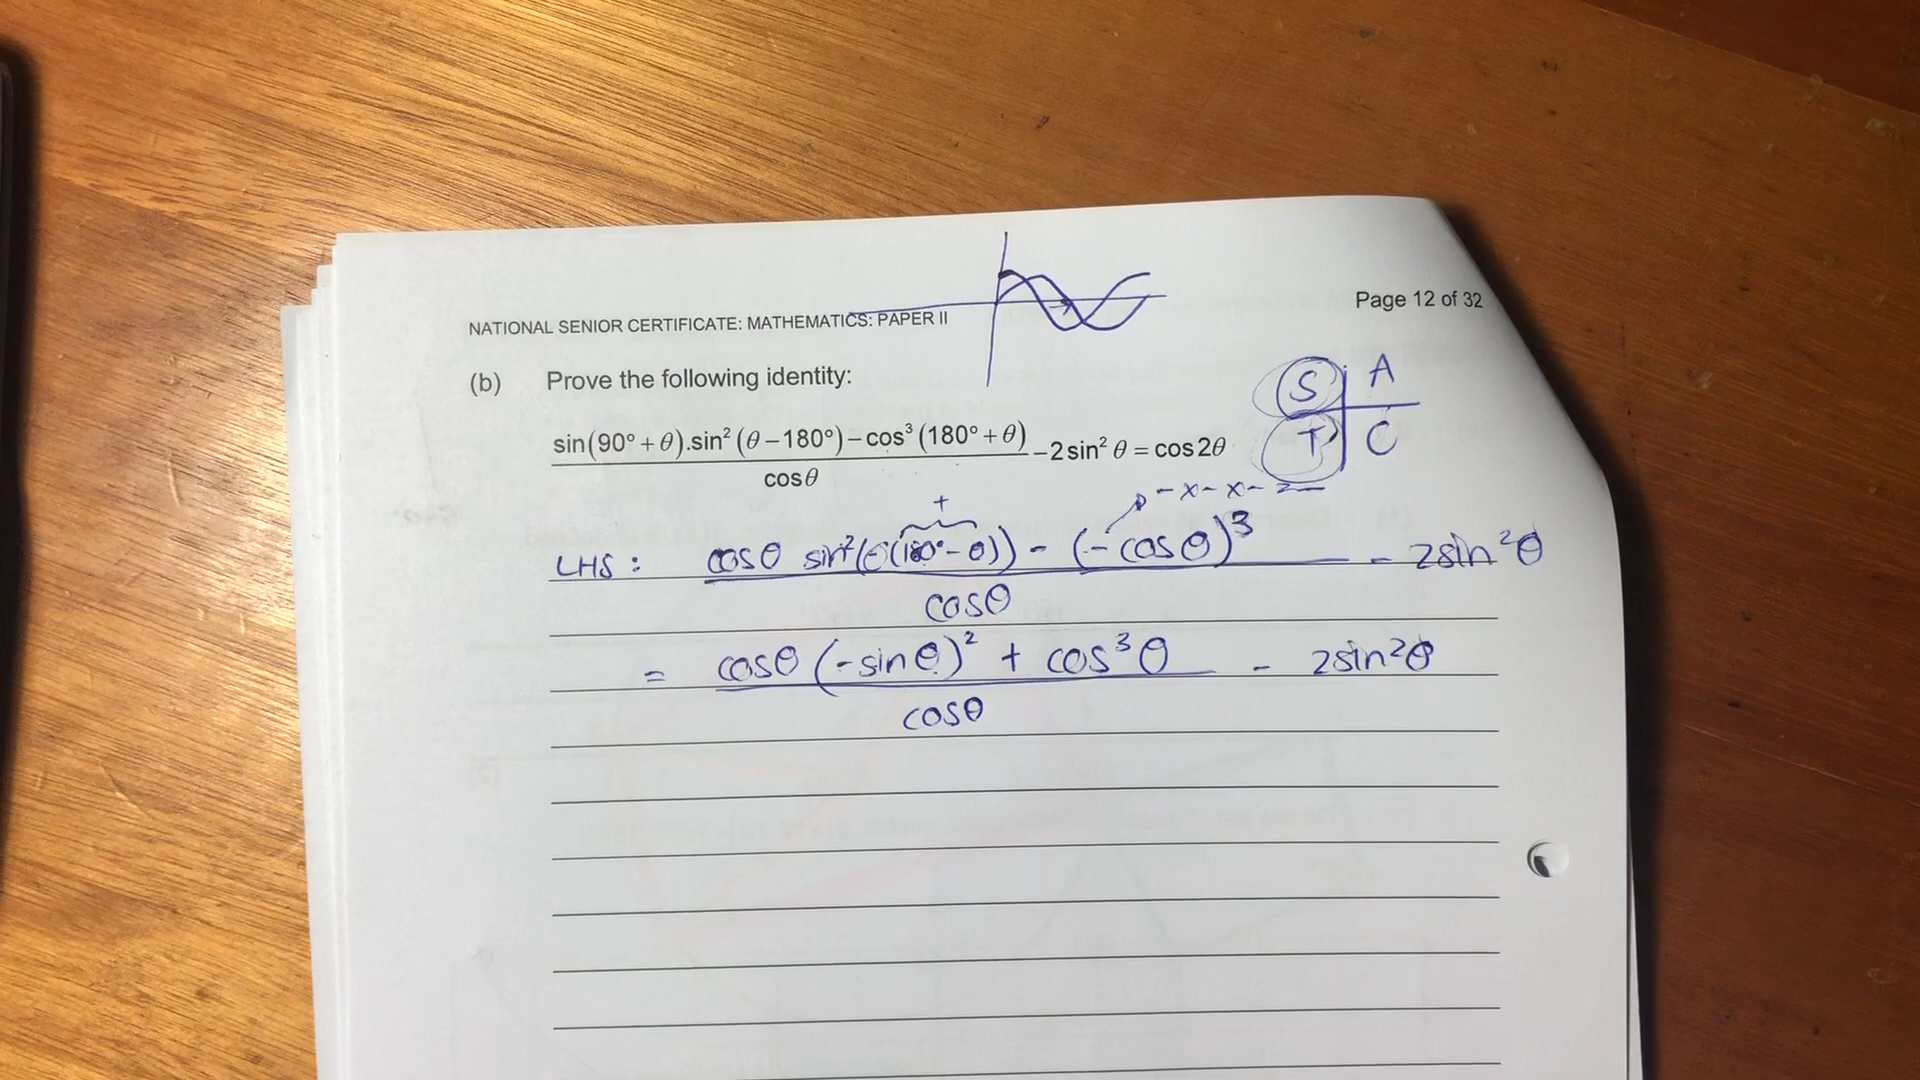 NATIONAL SENIOR CERTIFICATE: MATHEMATICS: PAPER II
Page 12 of 32
(b) Prove the following identity:
S A
T C
sin(90° + θ).sin²(θ − 180°) − cos³(180° + θ)
cosθ
− 2sin²θ = cos2θ
+
− x − x − = −
LHS: cosθ sin²(−(180° − θ)) − (−cosθ)³ − 2sin²θ
cosθ
= cosθ (−sinθ)² + cos³θ − 2sin²θ
cosθ